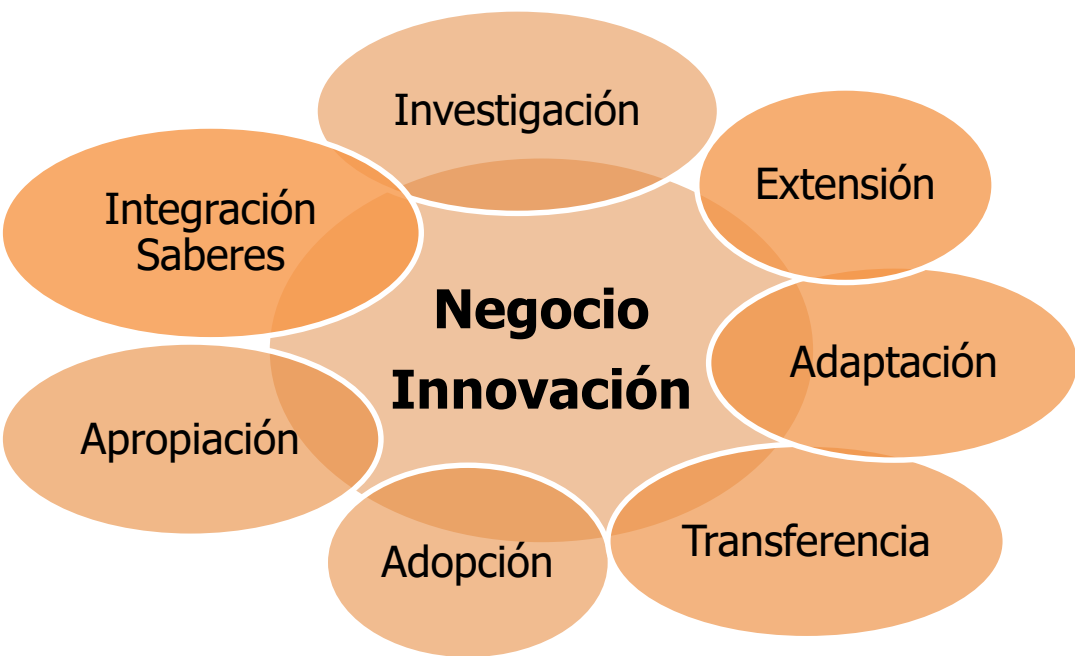 Investigación
Extensión
Integración
Saberes
Negocio
Innovación
Adaptación
Apropiación
Transferencia
Adopción